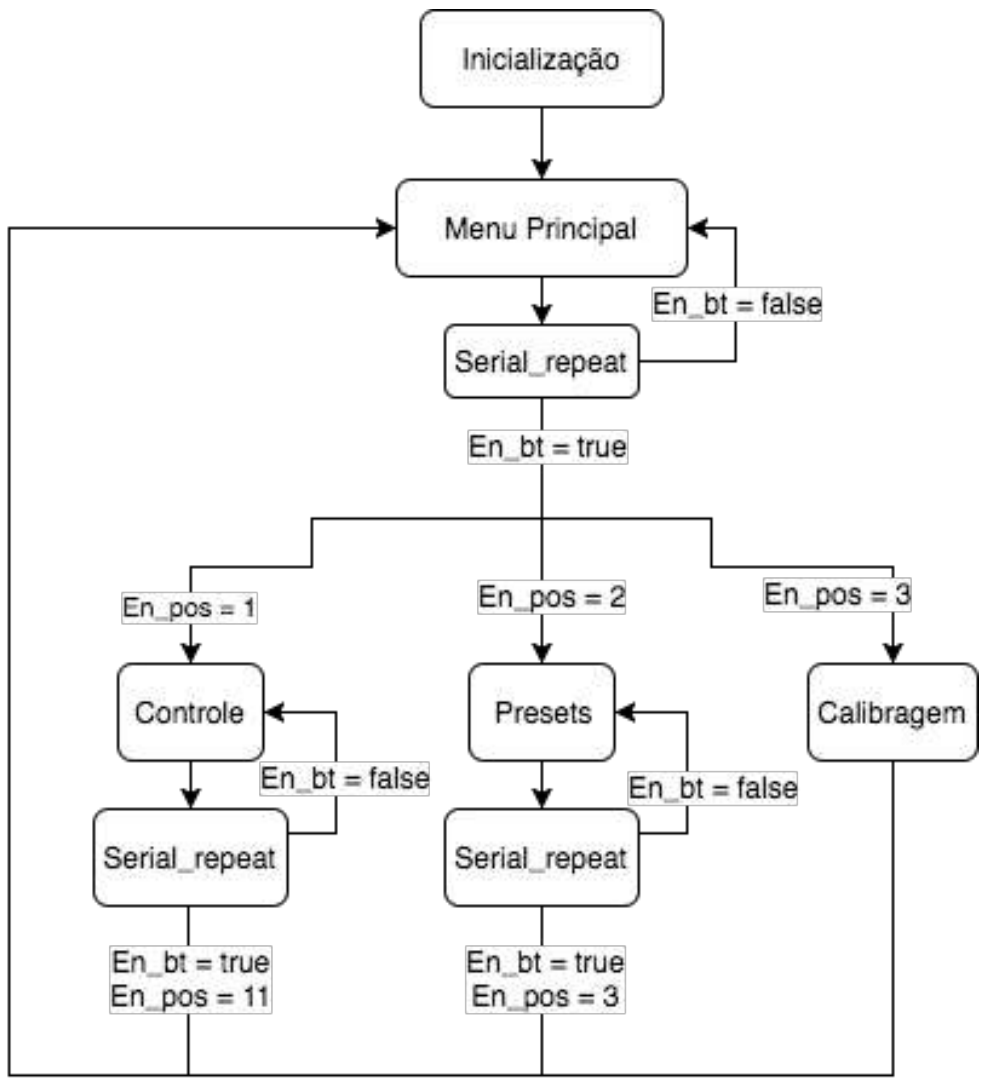 Inicialização
Menu Principal
En_bt = false
Serial_repeat
En_bt = true
En_pos = 1
En_pos = 2
En_pos = 3
Controle
Presets
Calibragem
En_bt = false
En_bt = false
Serial_repeat
Serial_repeat
En_bt = true
En_pos = 11
En_bt = true
En_pos = 3